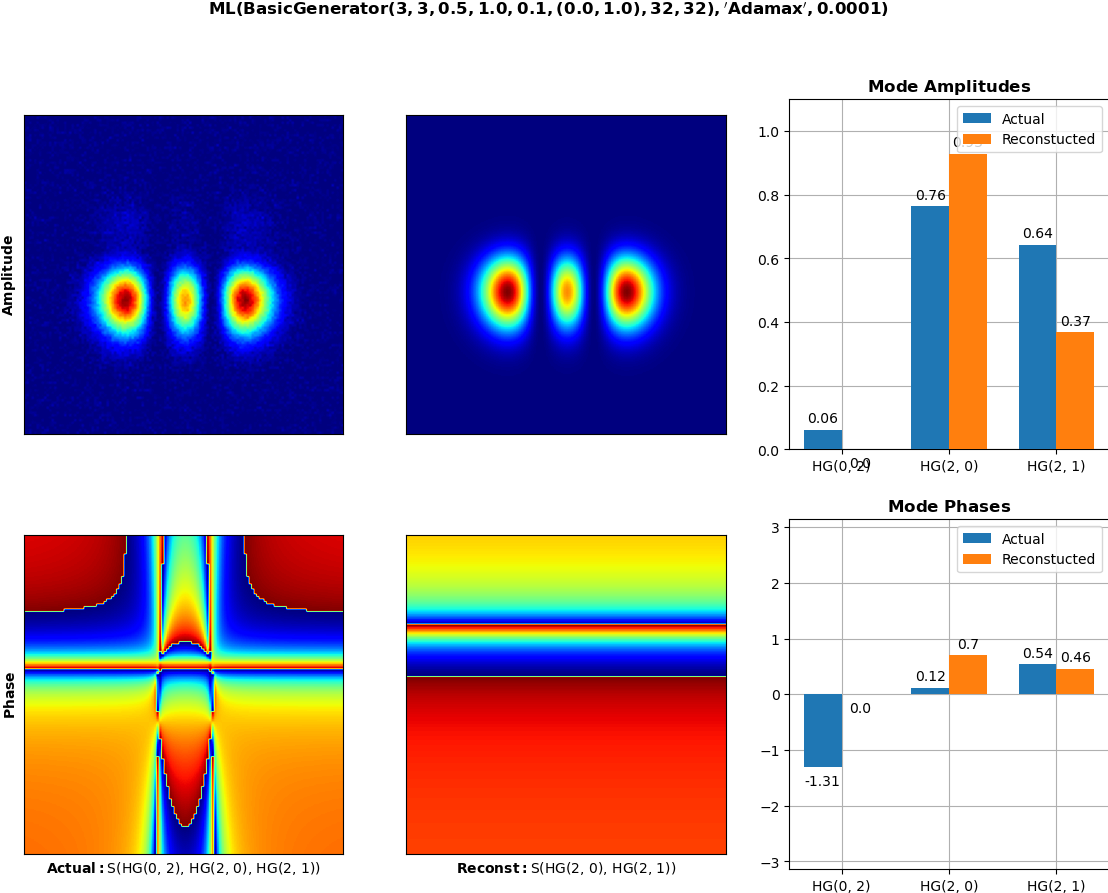 ML(BasicGenerator(3, 3, 0.5, 1.0, 0.1, (0.0, 1.0), 32, 32), ′Adamax′, 0.0001)
Amplitude
Mode Amplitudes
Actual
Reconstucted
1.0
0.8
0.6
0.4
0.2
0.0
0.06
0.0
0.76
0.93
0.64
0.37
HG(0, 2)
HG(2, 0)
HG(2, 1)
Phase
Actual: S(HG(0, 2), HG(2, 0), HG(2, 1))
Reconst: S(HG(2, 0), HG(2, 1))
Mode Phases
Actual
Reconstucted
3
2
1
0
−1
−2
−3
-1.31
0.0
0.12
0.7
0.54
0.46
HG(0, 2)
HG(2, 0)
HG(2, 1)